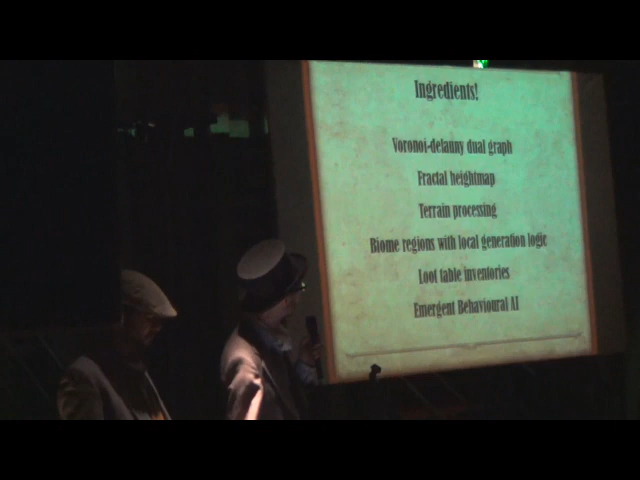 Ingredients!
Voronoi-delauny dual graph
Fractal heightmap
Terrain processing
Biome regions with local generation logic
Loot table inventories
Emergent Behavioural AI